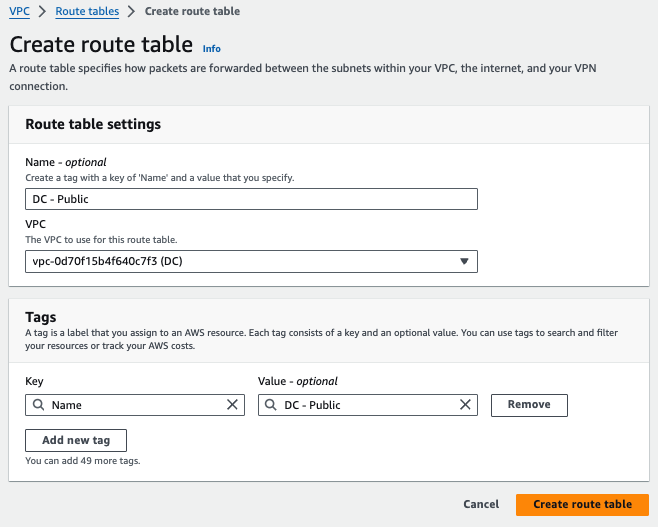 VPC > Route tables > Create route table
Create route table Info
A route table specifies how packets are forwarded between the subnets within your VPC, the internet, and your VPN
connection.
Route table settings
Name - optional
Create a tag with a key of 'Name' and a value that you specify.
DC - Public
VPC
The VPC to use for this route table.
vpc-0d70f15b4f640c7f3 (DC)
Tags
A tag is a label that you assign to an AWS resource. Each tag consists of a key and an optional value. You can use tags to search and filter
your resources or track your AWS costs.
Key Value - optional
Name DC - Public Remove
Add new tag
You can add 49 more tags.
Cancel Create route table